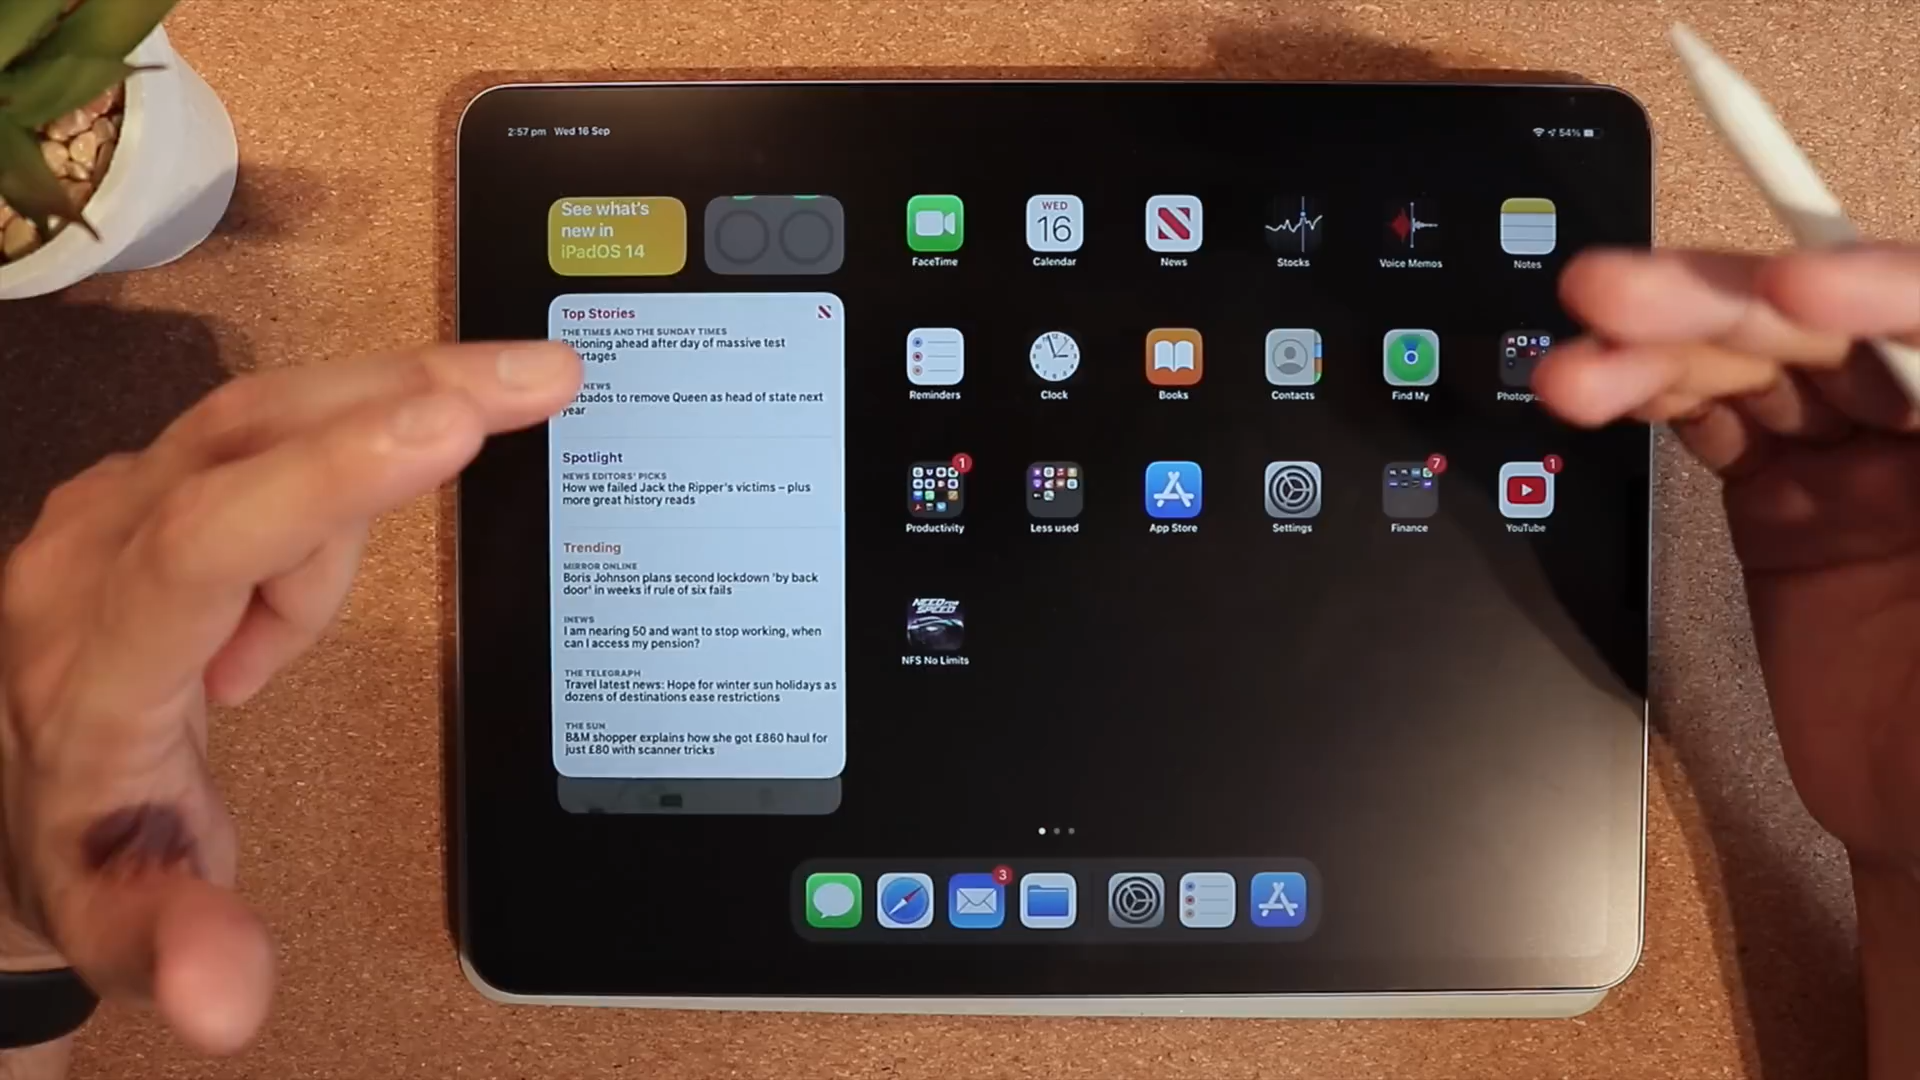 2:57 pm Wed 16 Sep
54%
See what's
new in
iPadOS 14
Top Stories
THE TIMES AND THE SUNDAY TIMES
Rationing ahead after day of massive test
NEWS
to remove Queen as head of state next
year
Spotlight
NEWS EDITORS' PICKS
How we failed Jack the Ripper's victims – plus
more great history reads
Trending
MIRROR ONLINE
Boris Johnson plans second lockdown 'by back
door' in weeks if rule of six fails
INEWS
I am nearing 50 and want to stop working, when
can I access my pension?
THE TELEGRAPH
Travel latest news: Hope for winter sun holidays as
dozens of destinations ease restrictions
THE SUN
B&M shopper explains how she got £860 haul for
just £80 with scanner tricks
WED
16
FaceTime
Calendar
News
Stocks
Voice Memos
Notes
Reminders
Clock
Books
Contacts
Find My
1
7
1
Productivity
Less used
App Store
Settings
Finance
YouTube
NEED FOR
SPEED
NFS No Limits
3